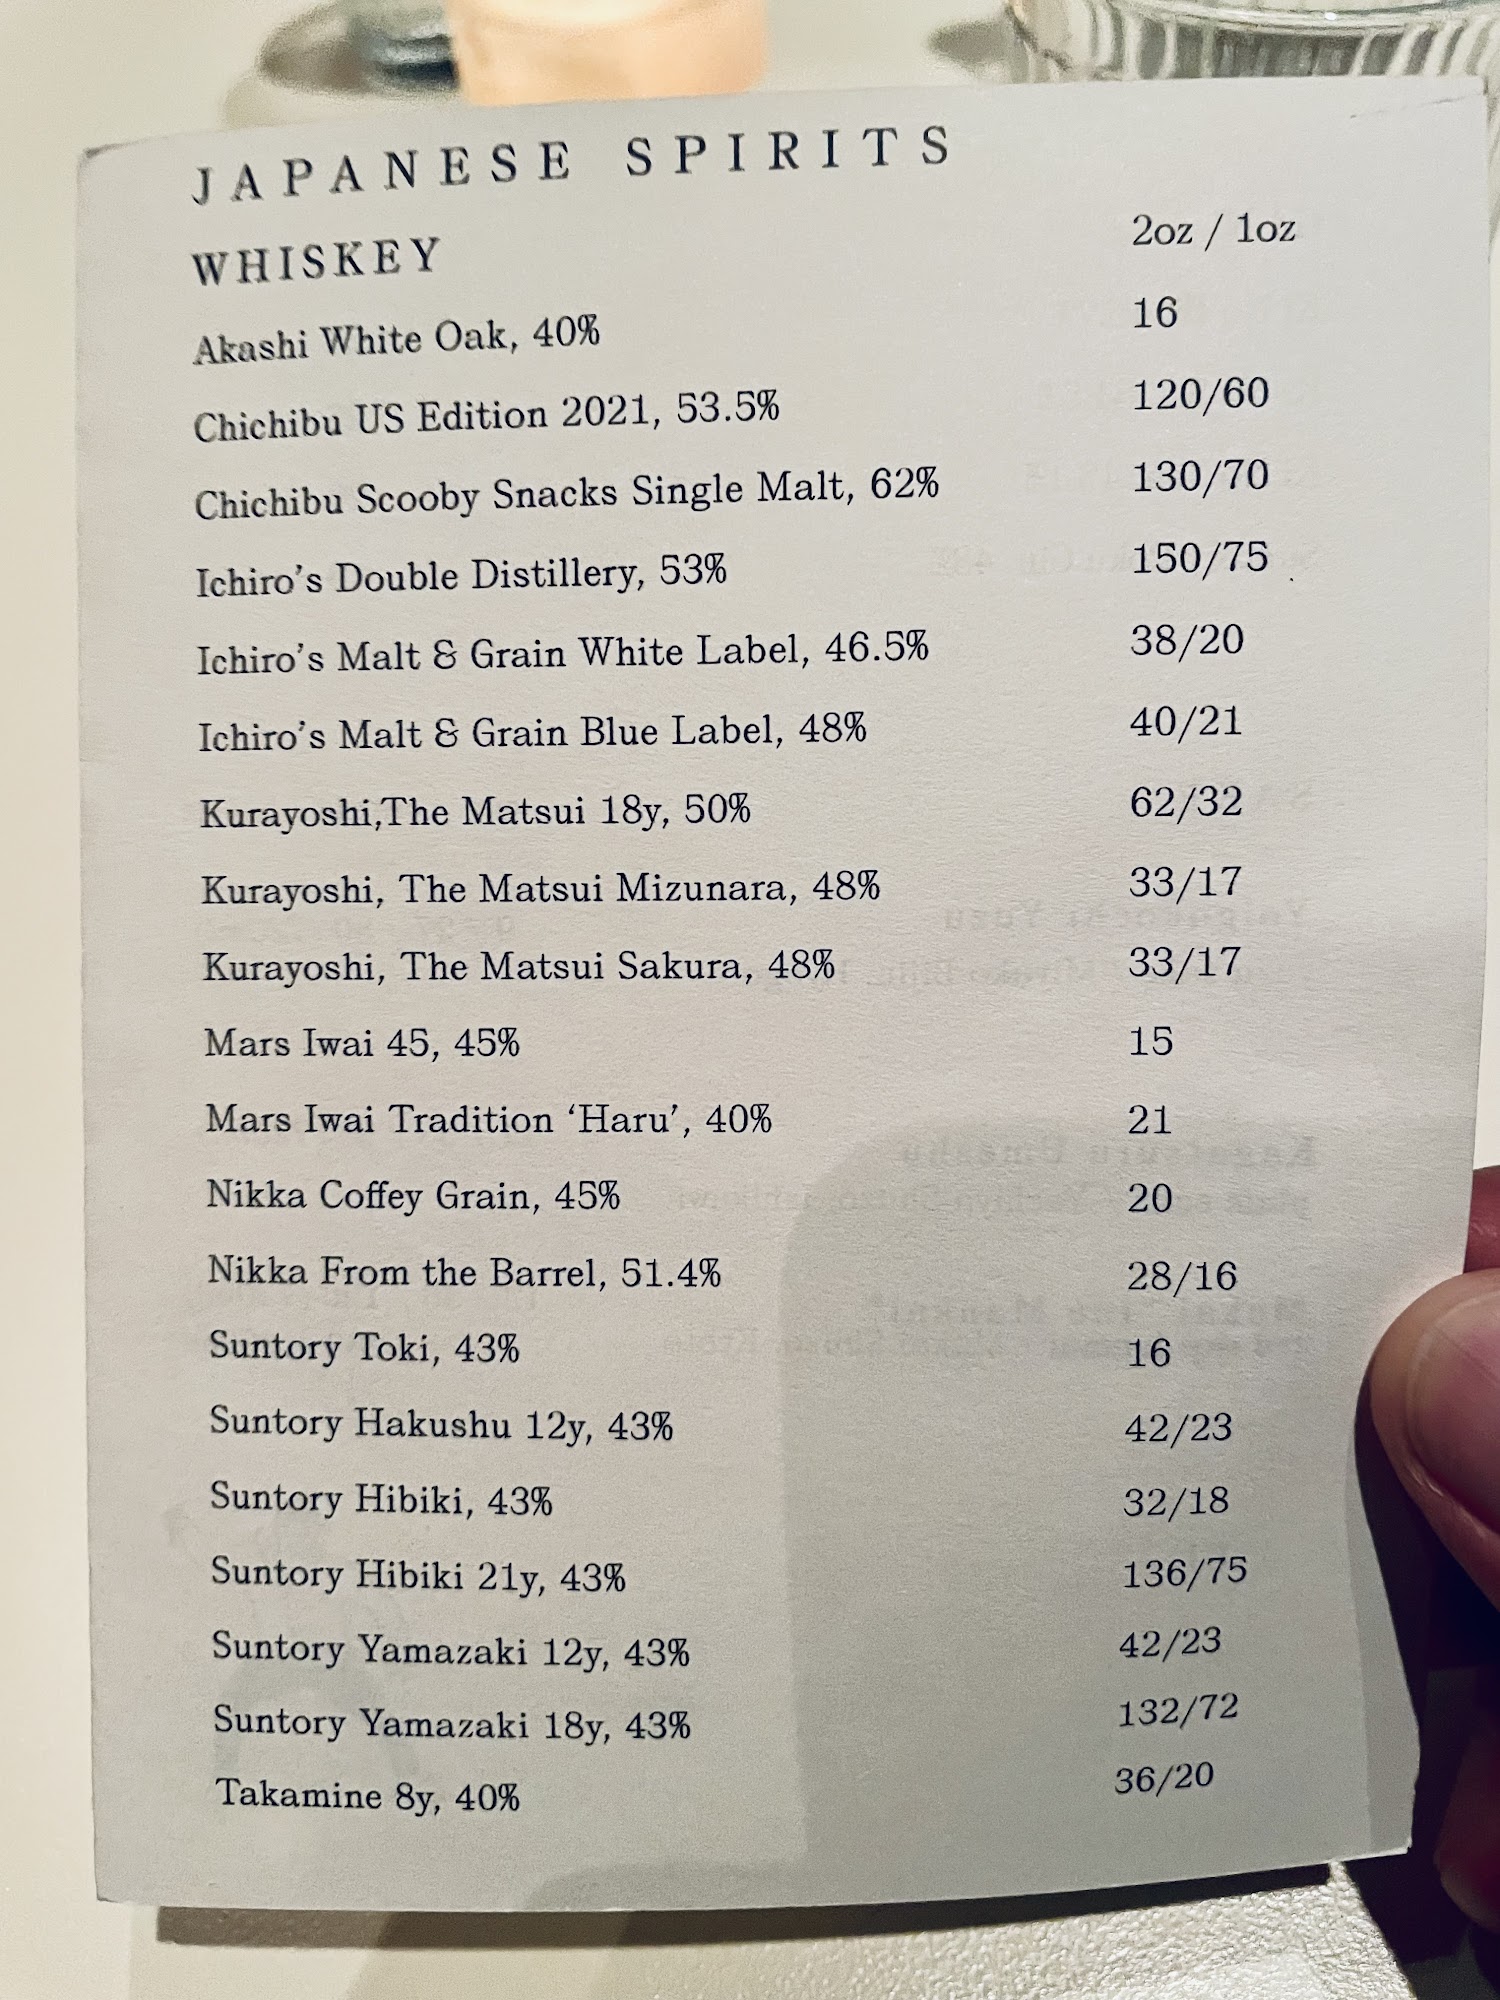 JAPANESE SPIRITS
WHISKEY 2oz / 1oz
Akashi White Oak, 40% 16
Chichibu US Edition 2021, 53.5% 120/60
Chichibu Scooby Snacks Single Malt, 62% 130/70
Ichiro's Double Distillery, 53% 150/75
Ichiro's Malt & Grain White Label, 46.5% 38/20
Ichiro's Malt & Grain Blue Label, 48% 40/21
Kurayoshi,The Matsui 18y, 50% 62/32
Kurayoshi, The Matsui Mizunara, 48% 33/17
Kurayoshi, The Matsui Sakura, 48% 33/17
Mars Iwai 45, 45% 15
Mars Iwai Tradition ‘Haru’, 40% 21
Nikka Coffey Grain, 45% 20
Nikka From the Barrel, 51.4% 28/16
Suntory Toki, 43% 16
Suntory Hakushu 12y, 43% 42/23
Suntory Hibiki, 43% 32/18
Suntory Hibiki 21y, 43% 136/75
Suntory Yamazaki 12y, 43% 42/23
Suntory Yamazaki 18y, 43% 132/72
Takamine 8y, 40% 36/20